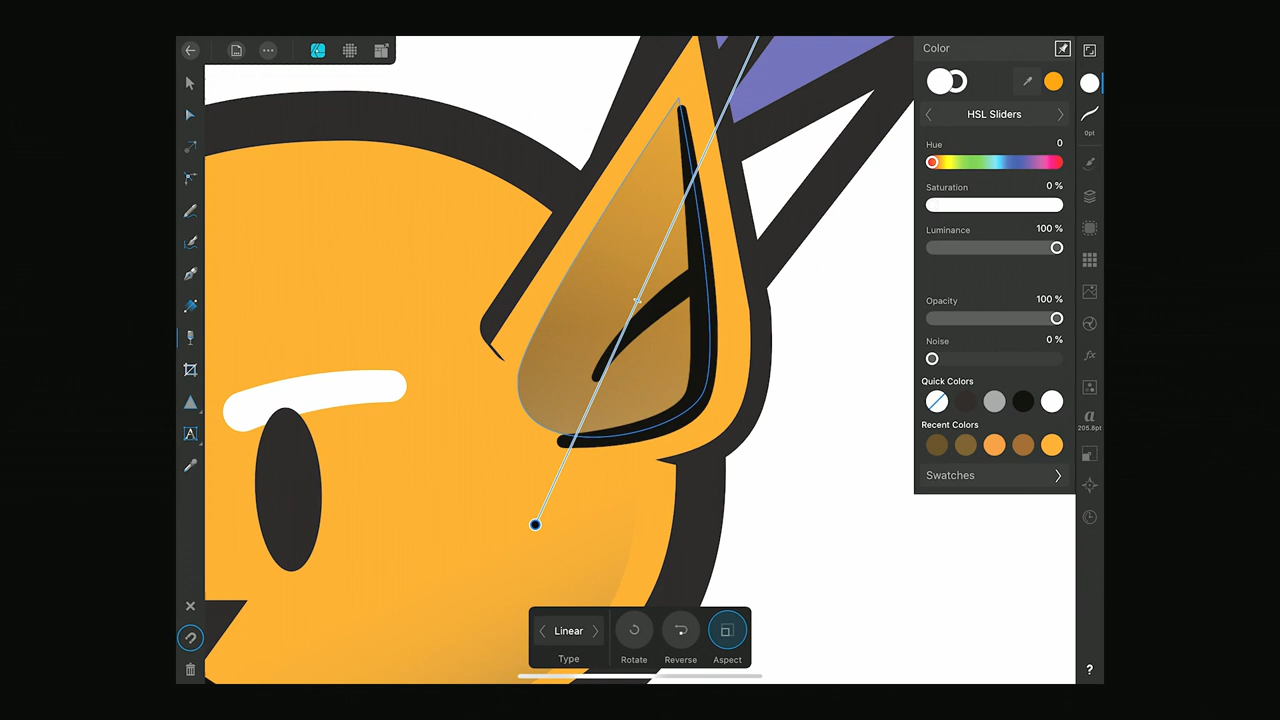 Color
HSL Sliders
Hue 0
Saturation 0 %
Luminance 100 %
Opacity 100 %
Noise 0 %
Quick Colors
Recent Colors
Swatches
0pt
fx
a
205.8pt
A
Linear
Type
Rotate
Reverse
Aspect
?